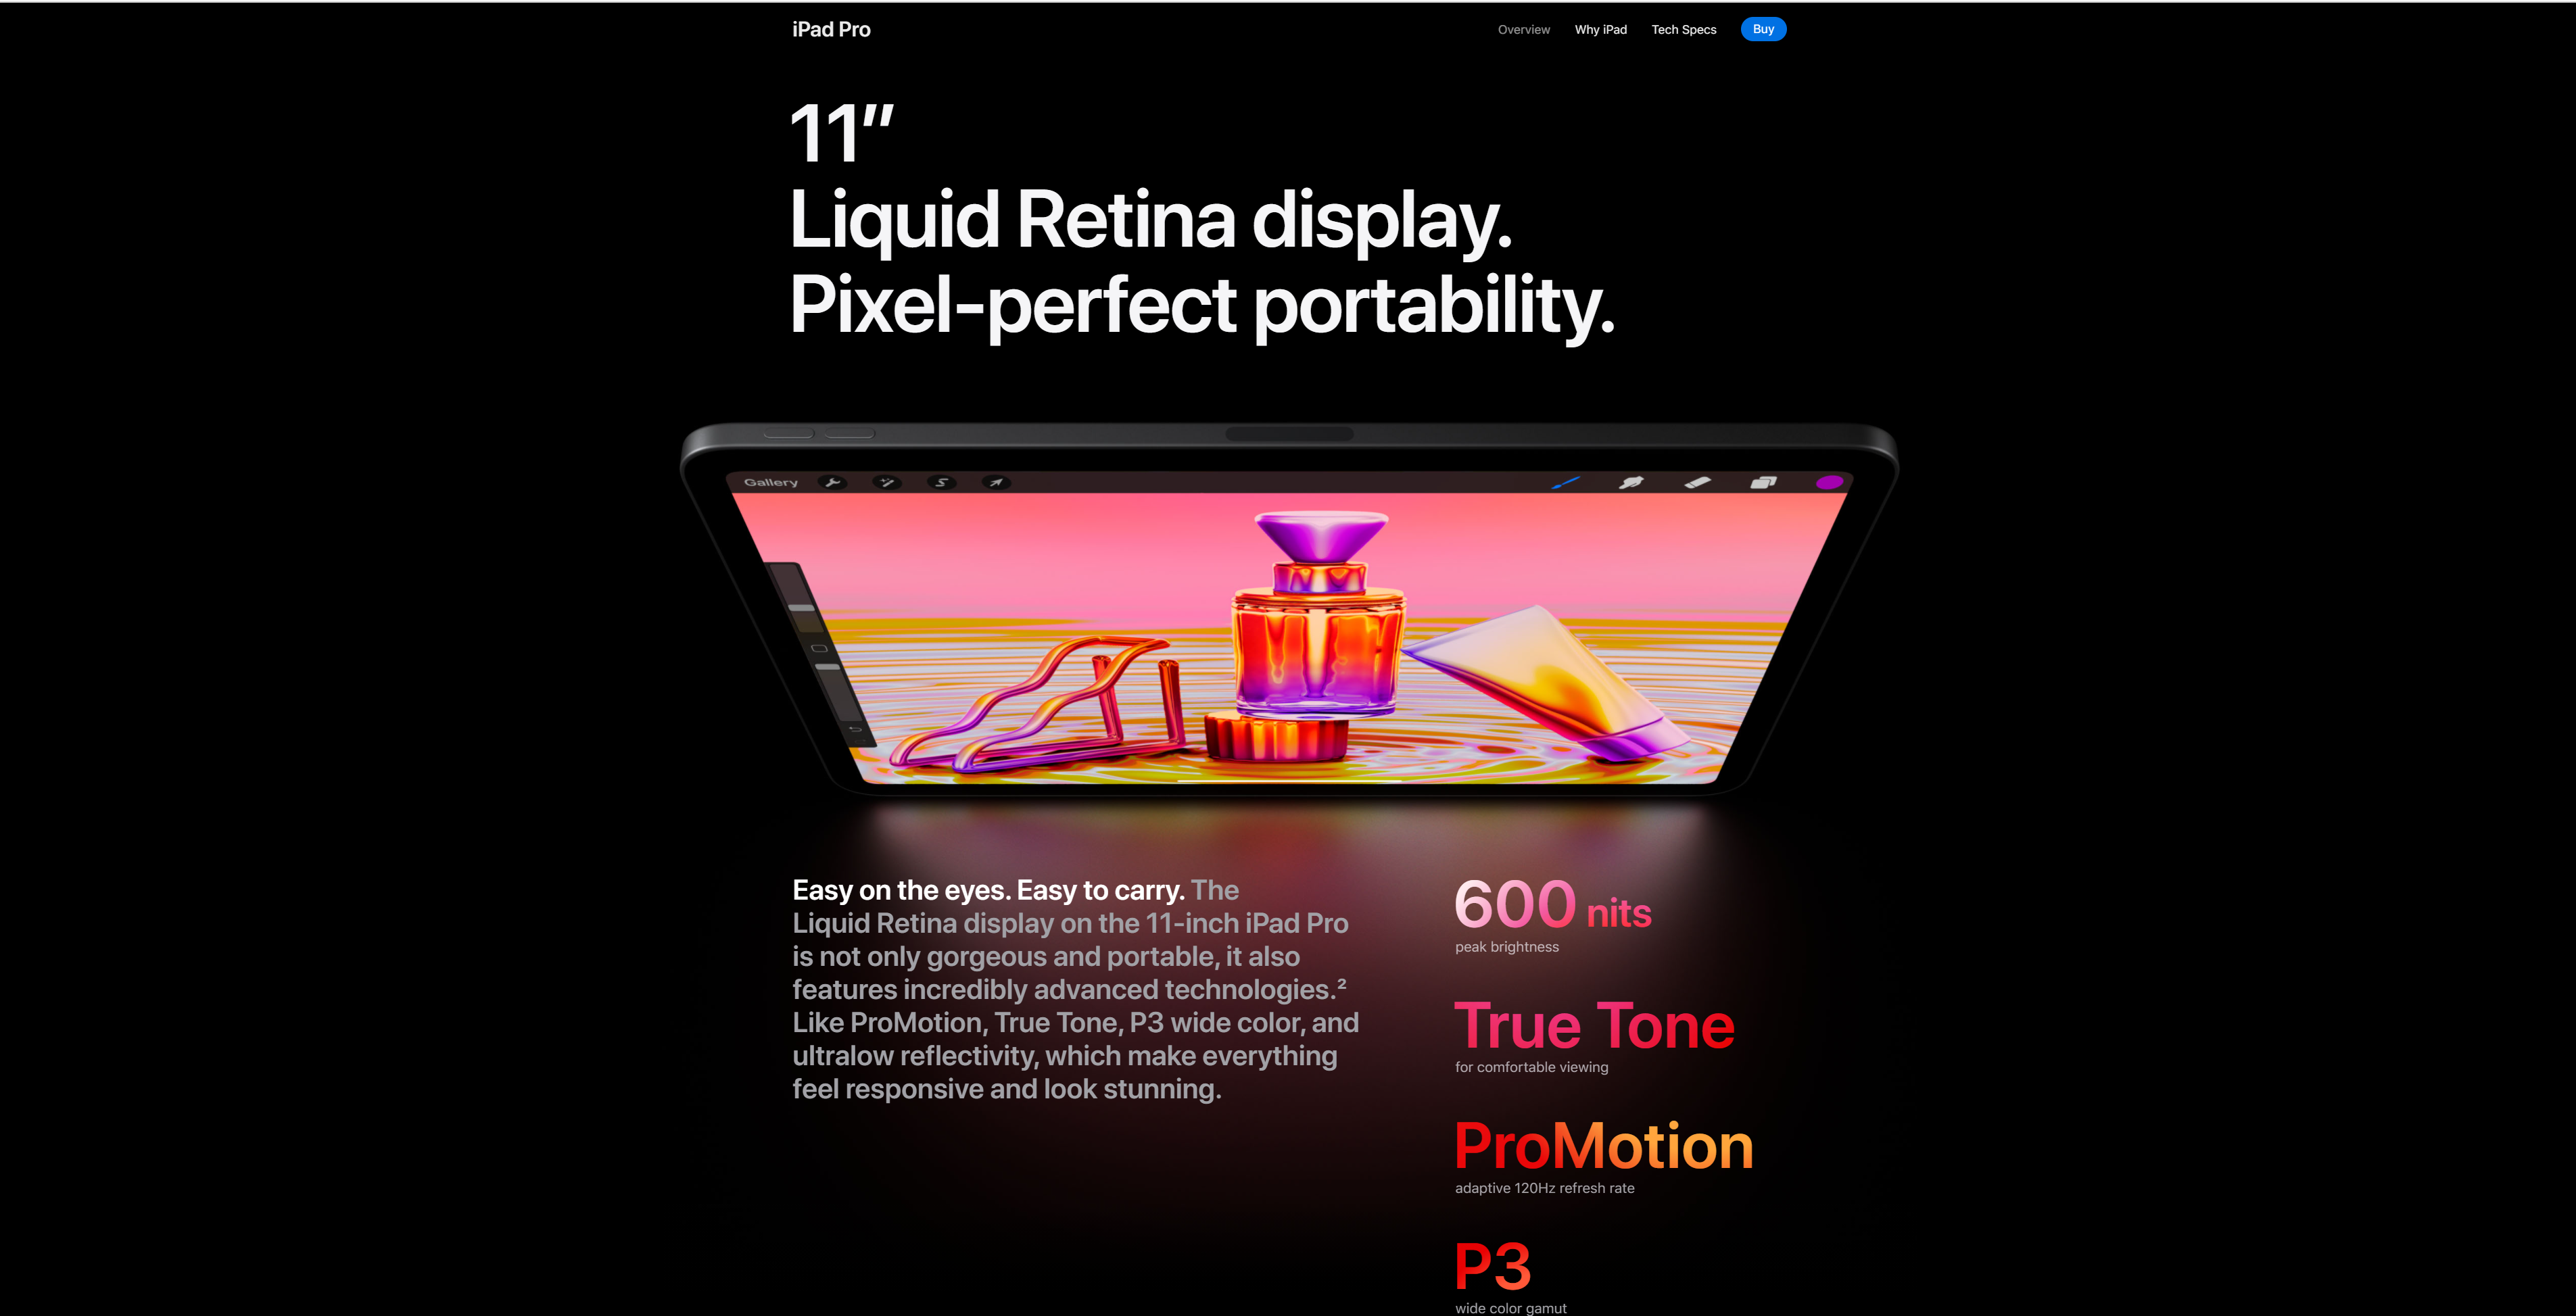 iPad Pro
Overview Why iPad Tech Specs Buy
11″
Liquid Retina display.
Pixel-perfect portability.
Gallery
Easy on the eyes. Easy to carry. The
Liquid Retina display on the 11-inch iPad Pro
is not only gorgeous and portable, it also
features incredibly advanced technologies.²
Like ProMotion, True Tone, P3 wide color, and
ultralow reflectivity, which make everything
feel responsive and look stunning.
600 nits
peak brightness
True Tone
for comfortable viewing
ProMotion
adaptive 120Hz refresh rate
P3
wide color gamut